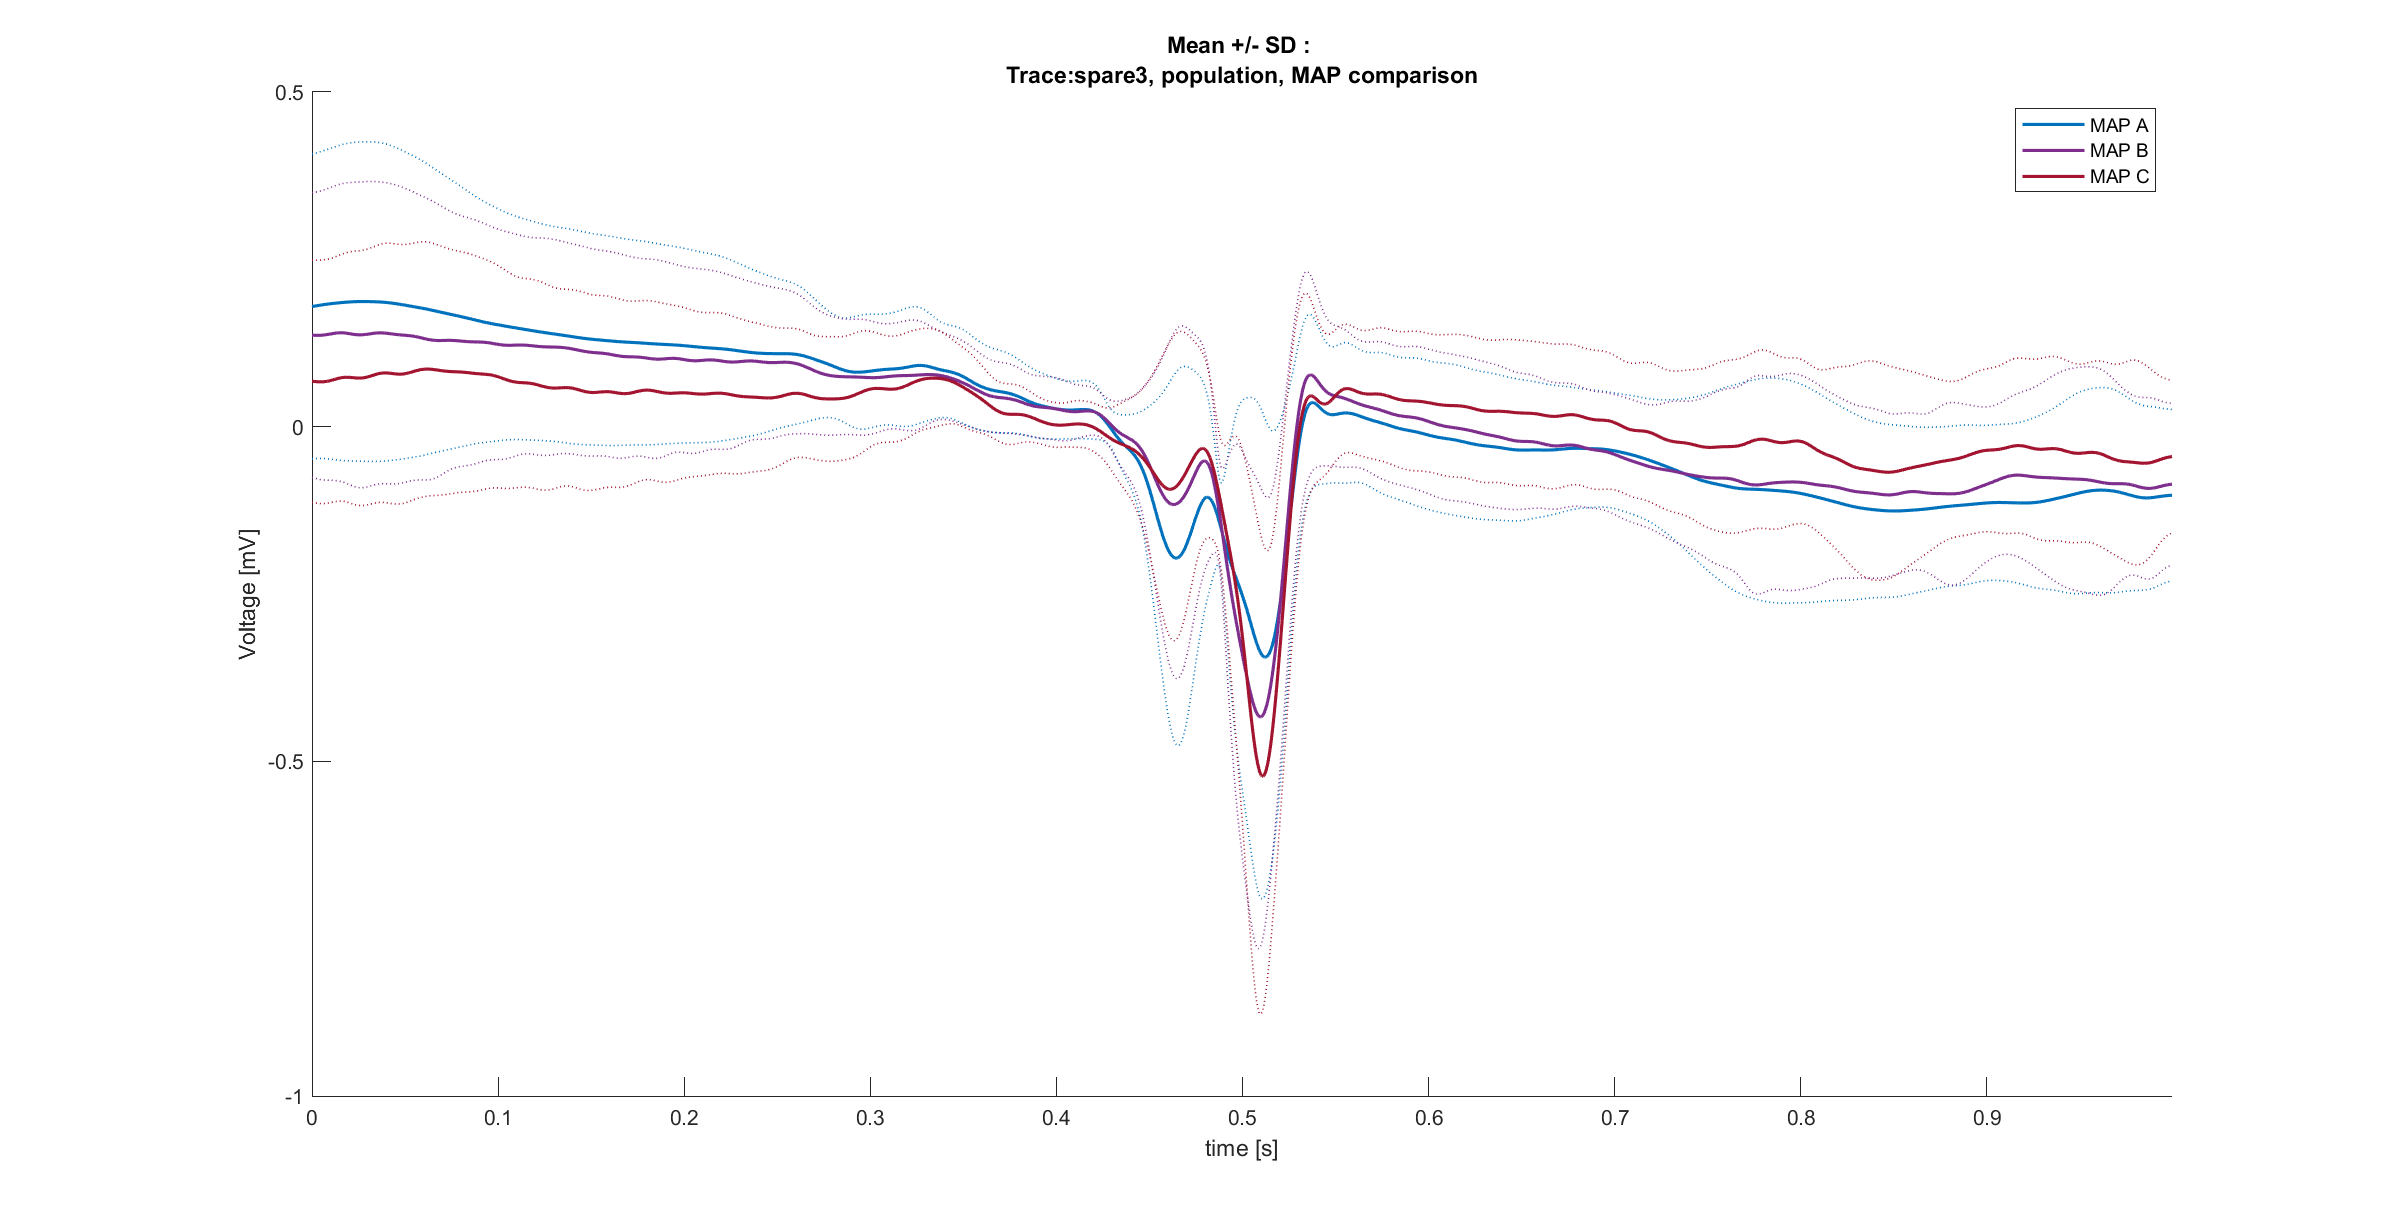 Mean +/- SD :
Trace:spare3, population, MAP comparison
MAP A
MAP B
MAP C
0.5
0
-0.5
-1
Voltage [mV]
0 0.1 0.2 0.3 0.4 0.5 0.6 0.7 0.8 0.9
time [s]